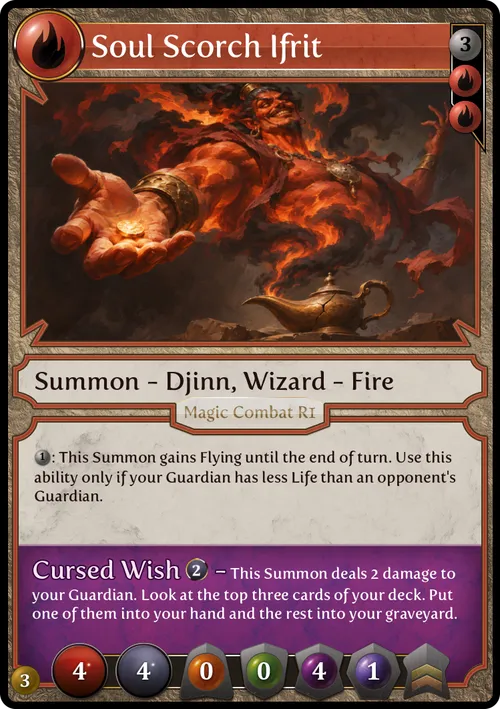 Soul Scorch Ifrit
3
Summon – Djinn, Wizard – Fire
Magic Combat R1
1: This Summon gains Flying until the end of turn. Use this
ability only if your Guardian has less Life than an opponent's
Guardian.
Cursed Wish 2 – This Summon deals 2 damage to
your Guardian. Look at the top three cards of your deck. Put
one of them into your hand and the rest into your graveyard.
3 4* 4* 0 0 4 1